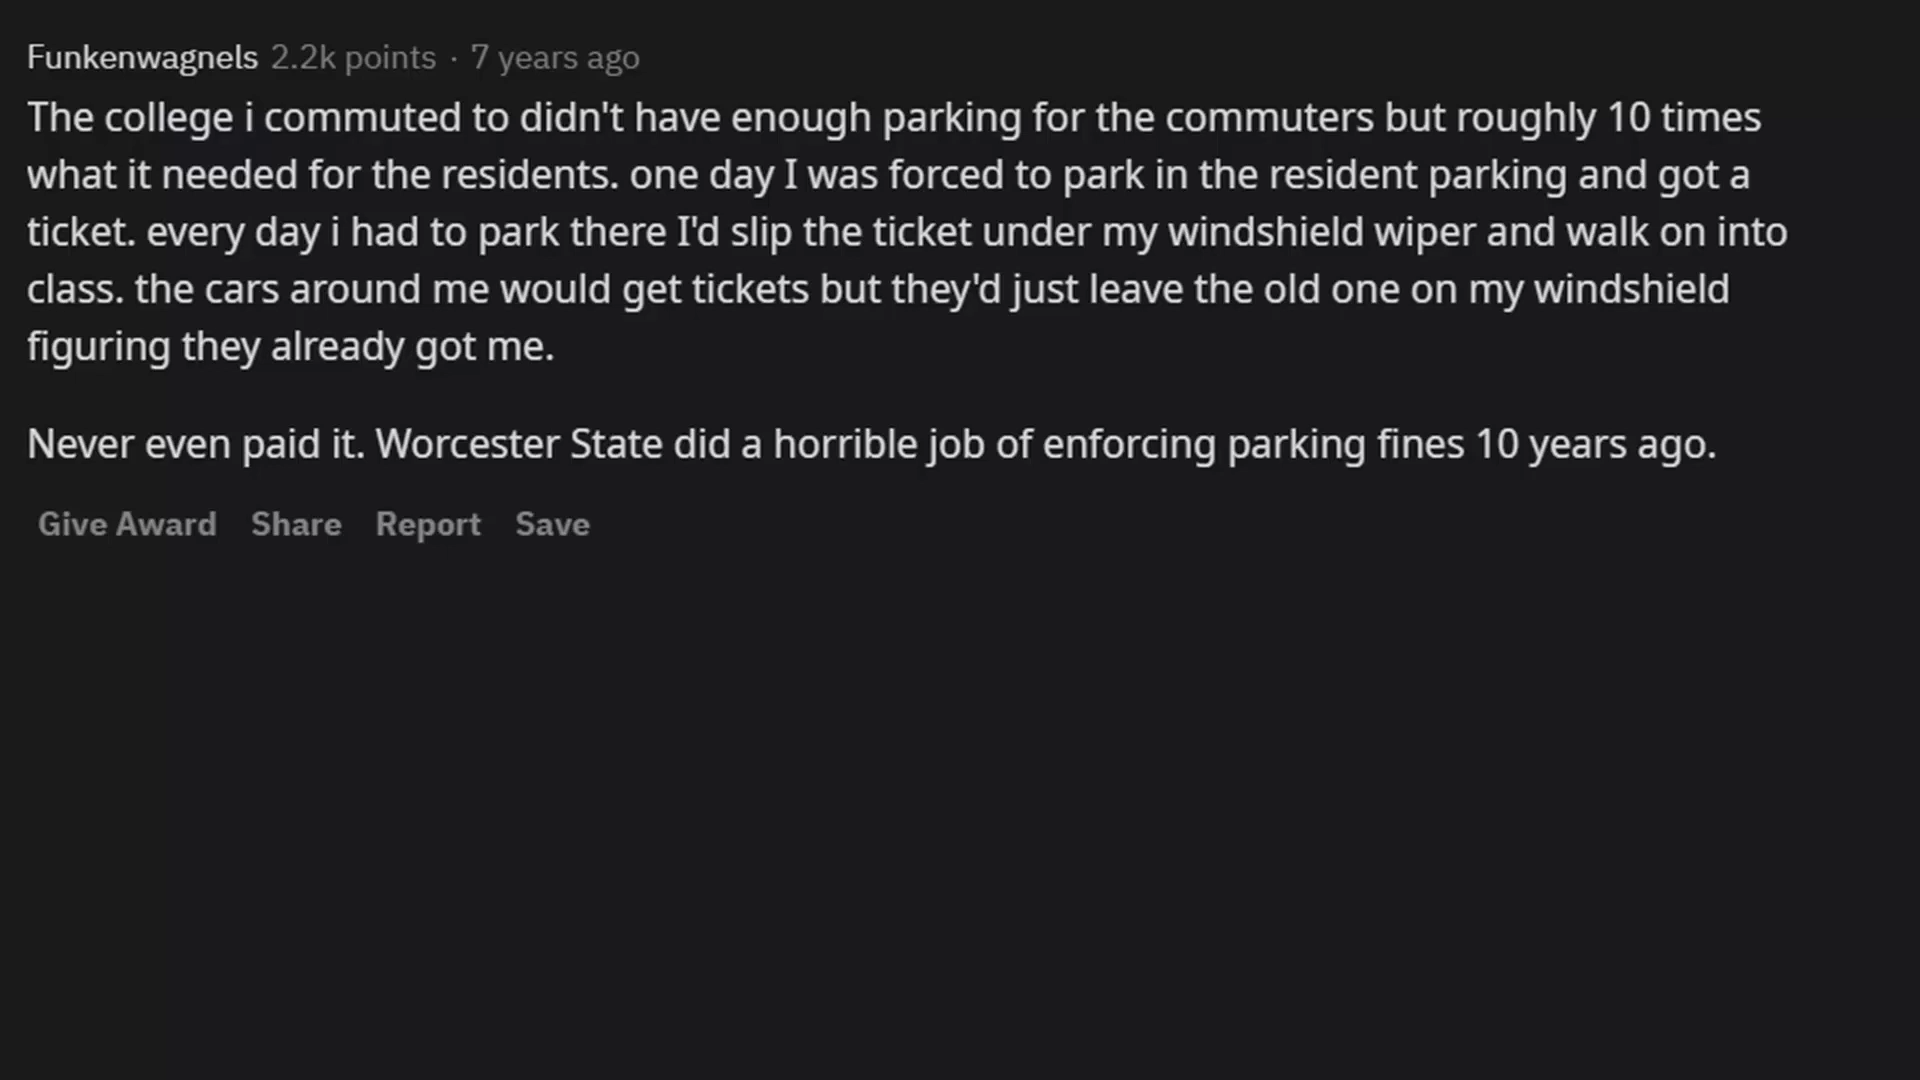 Funkenwagnels 2.2k points · 7 years ago
The college i commuted to didn't have enough parking for the commuters but roughly 10 times
what it needed for the residents. one day I was forced to park in the resident parking and got a
ticket. every day i had to park there I'd slip the ticket under my windshield wiper and walk on into
class. the cars around me would get tickets but they'd just leave the old one on my windshield
figuring they already got me.
Never even paid it. Worcester State did a horrible job of enforcing parking fines 10 years ago.
Give Award Share Report Save